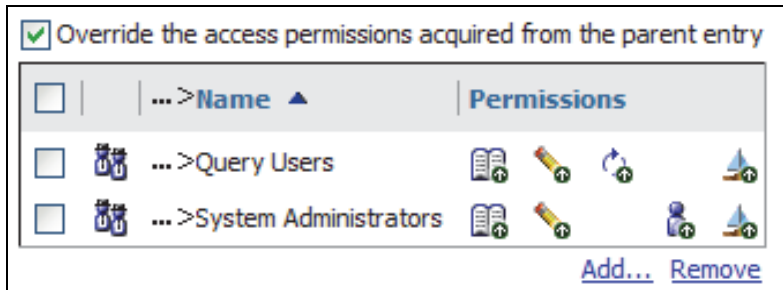 Override the access permissions acquired from the parent entry
... >Name Permissions
... >Query Users
... >System Administrators
Add... Remove